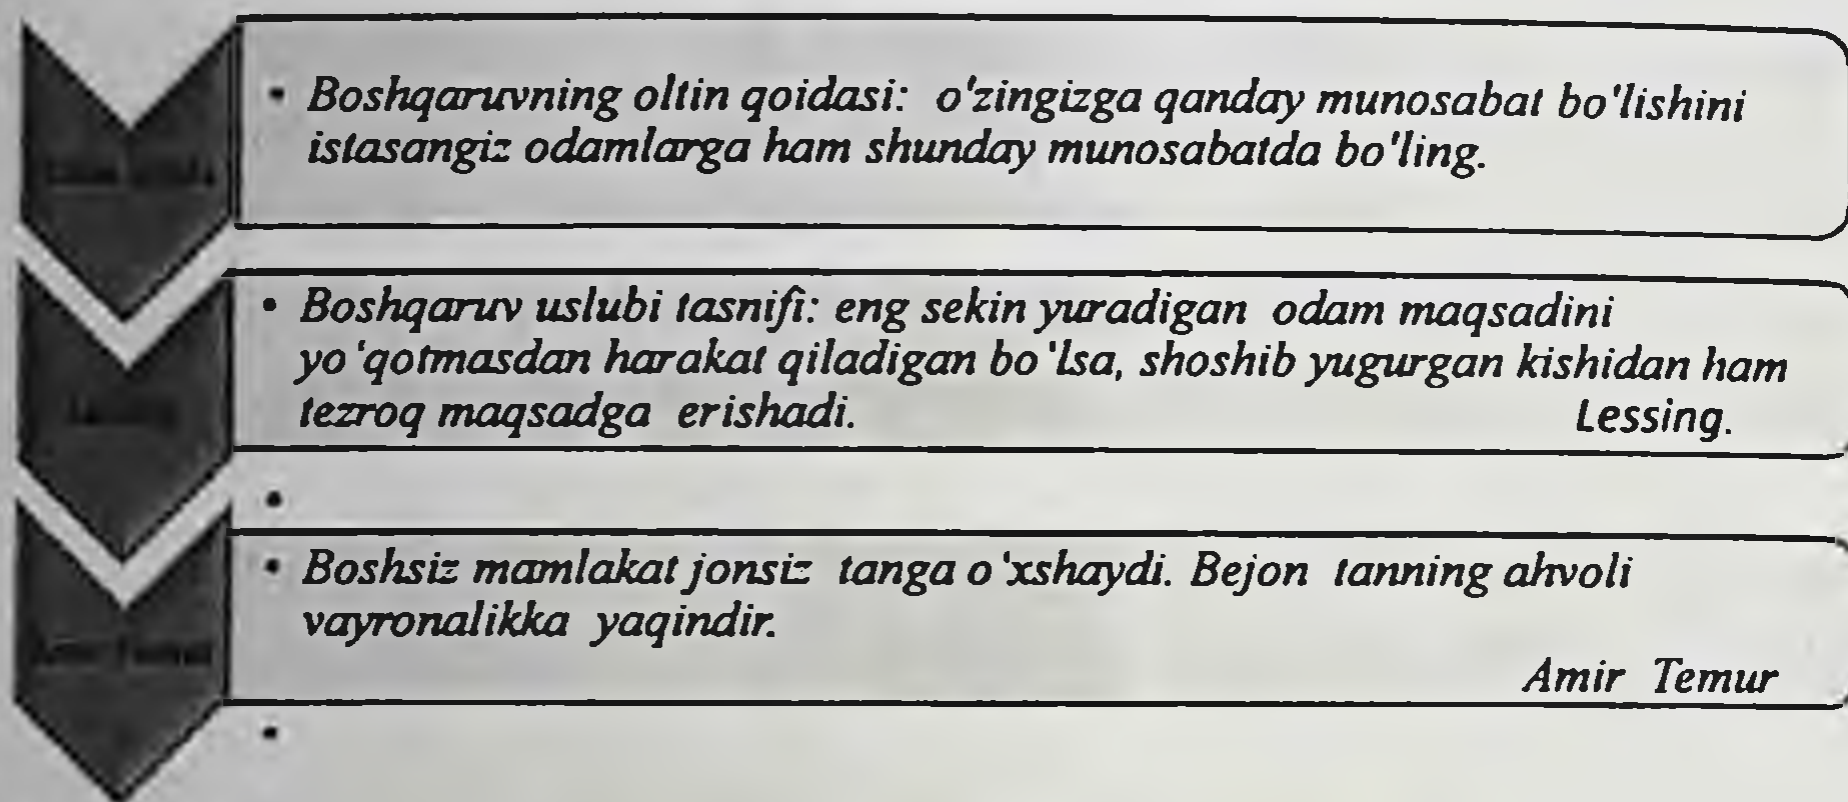 • Boshqaruvning oltin qoidasi: o'zingizga qanday munosabat bo'lishini
istasangiz odamlarga ham shunday munosabatda bo'ling.
• Boshqaruv uslubi tasnifi: eng sekin yuradigan odam maqsadini
yo'qotmasdan harakat qiladigan bo'lsa, shoshib yugurgan kishidan ham
tezroq maqsadga erishadi. Lessing.
•
Amir Temur
• Boshsiz mamlakat jonsiz tanga o'xshaydi. Bejon tanning ahvoli
vayronalikka yaqindir.
Amir Temur
•